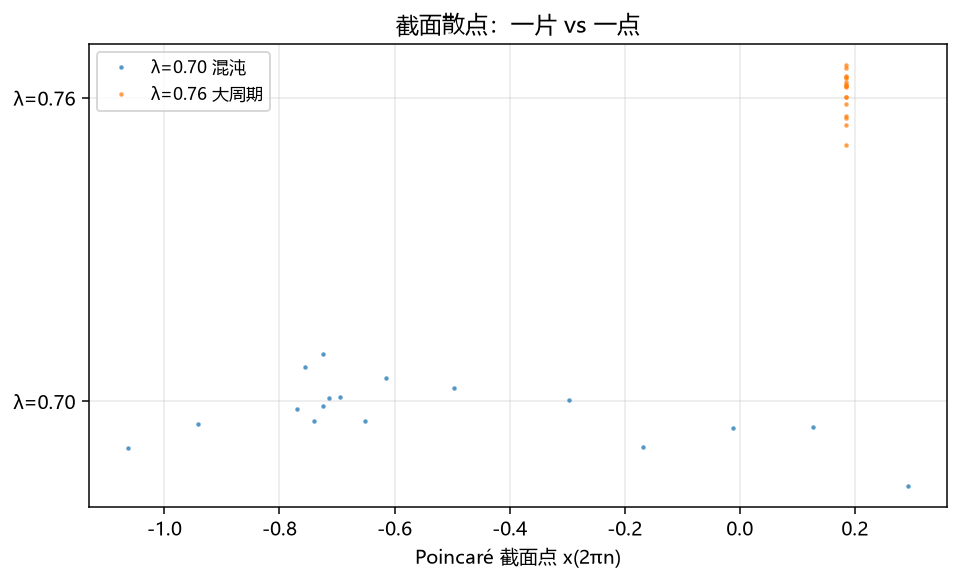 截面散点：一片 vs 一点
λ=0.70 混沌
λ=0.76 大周期
λ=0.76
λ=0.70
-1.0 -0.8 -0.6 -0.4 -0.2 0.0 0.2
Poincaré 截面点 x(2πn)